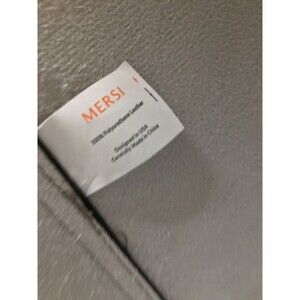 MERSI
100% Polyurethane Leather
Designed in USA
Carefully Made in China